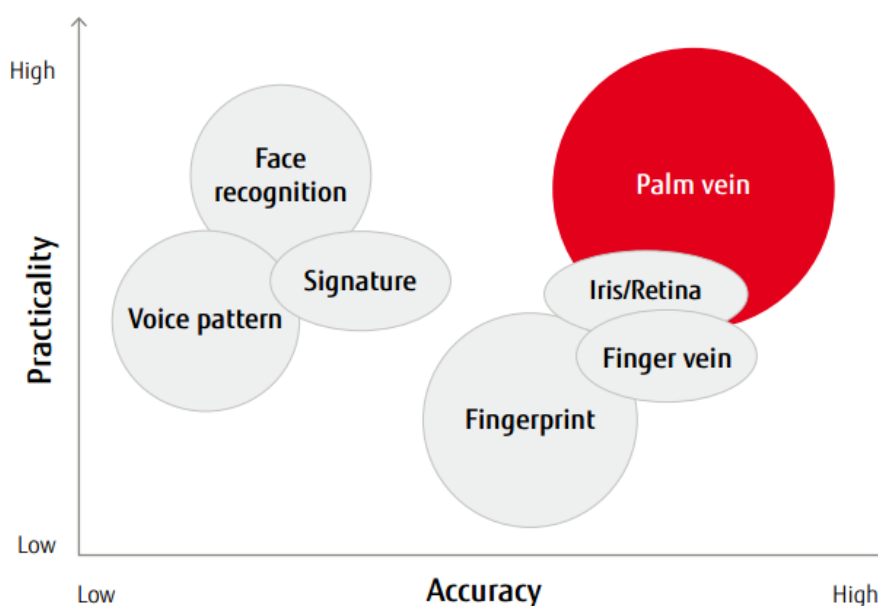 High
Face
recognition
Palm vein
Signature
Iris/Retina
Voice pattern
Finger vein
Fingerprint
Practicality
Low
Low
Accuracy
High